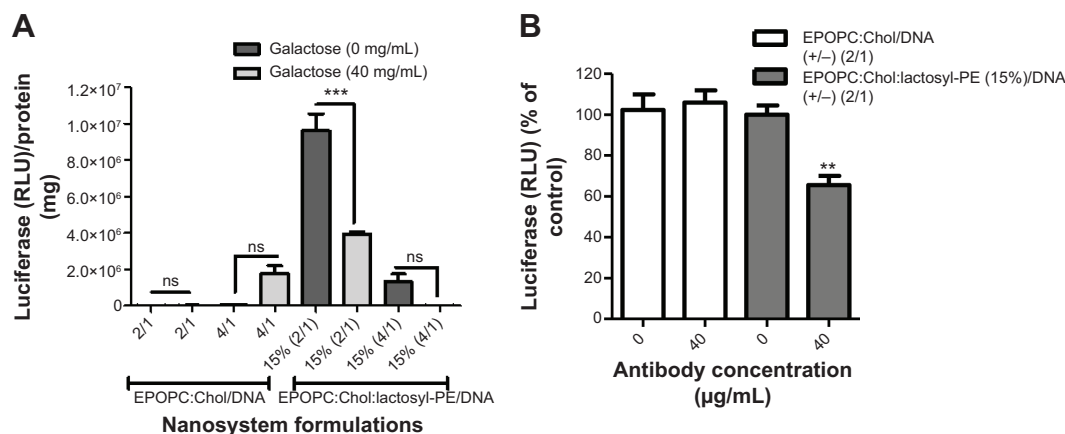 A
Galactose (0 mg/mL)
Galactose (40 mg/mL)
Luciferase (RLU)/protein
(mg)
1.2×10⁷
1.0×10⁷
8.0×10⁶
6.0×10⁶
4.0×10⁶
2.0×10⁶
0
***
ns
ns
ns
2/1
2/1
4/1
4/1
15% (2/1)
15% (2/1)
15% (4/1)
15% (4/1)
EPOPC:Chol/DNA
EPOPC:Chol:lactosyl-PE/DNA
Nanosystem formulations
B
EPOPC:Chol/DNA
(+/–) (2/1)
EPOPC:Chol:lactosyl-PE (15%)/DNA
(+/–) (2/1)
Luciferase (RLU) (% of
control)
120
100
80
60
40
20
0
**
0
40
0
40
Antibody concentration
(µg/mL)